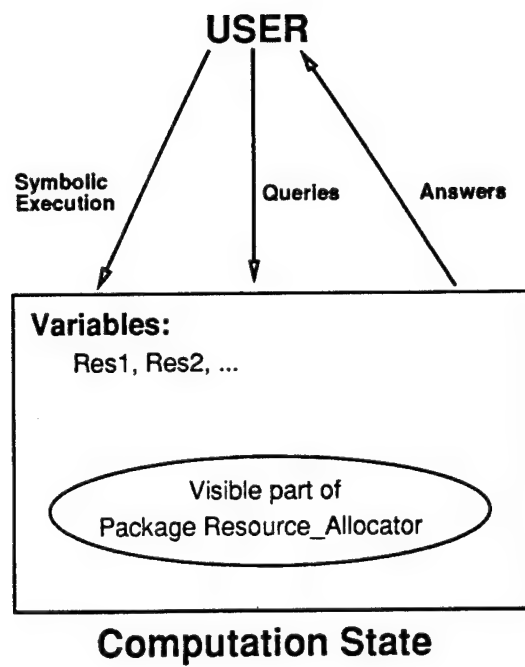 USER
Symbolic
Execution
Queries
Answers
Variables:
Res1, Res2, ...
Visible part of
Package Resource_Allocator
Computation State